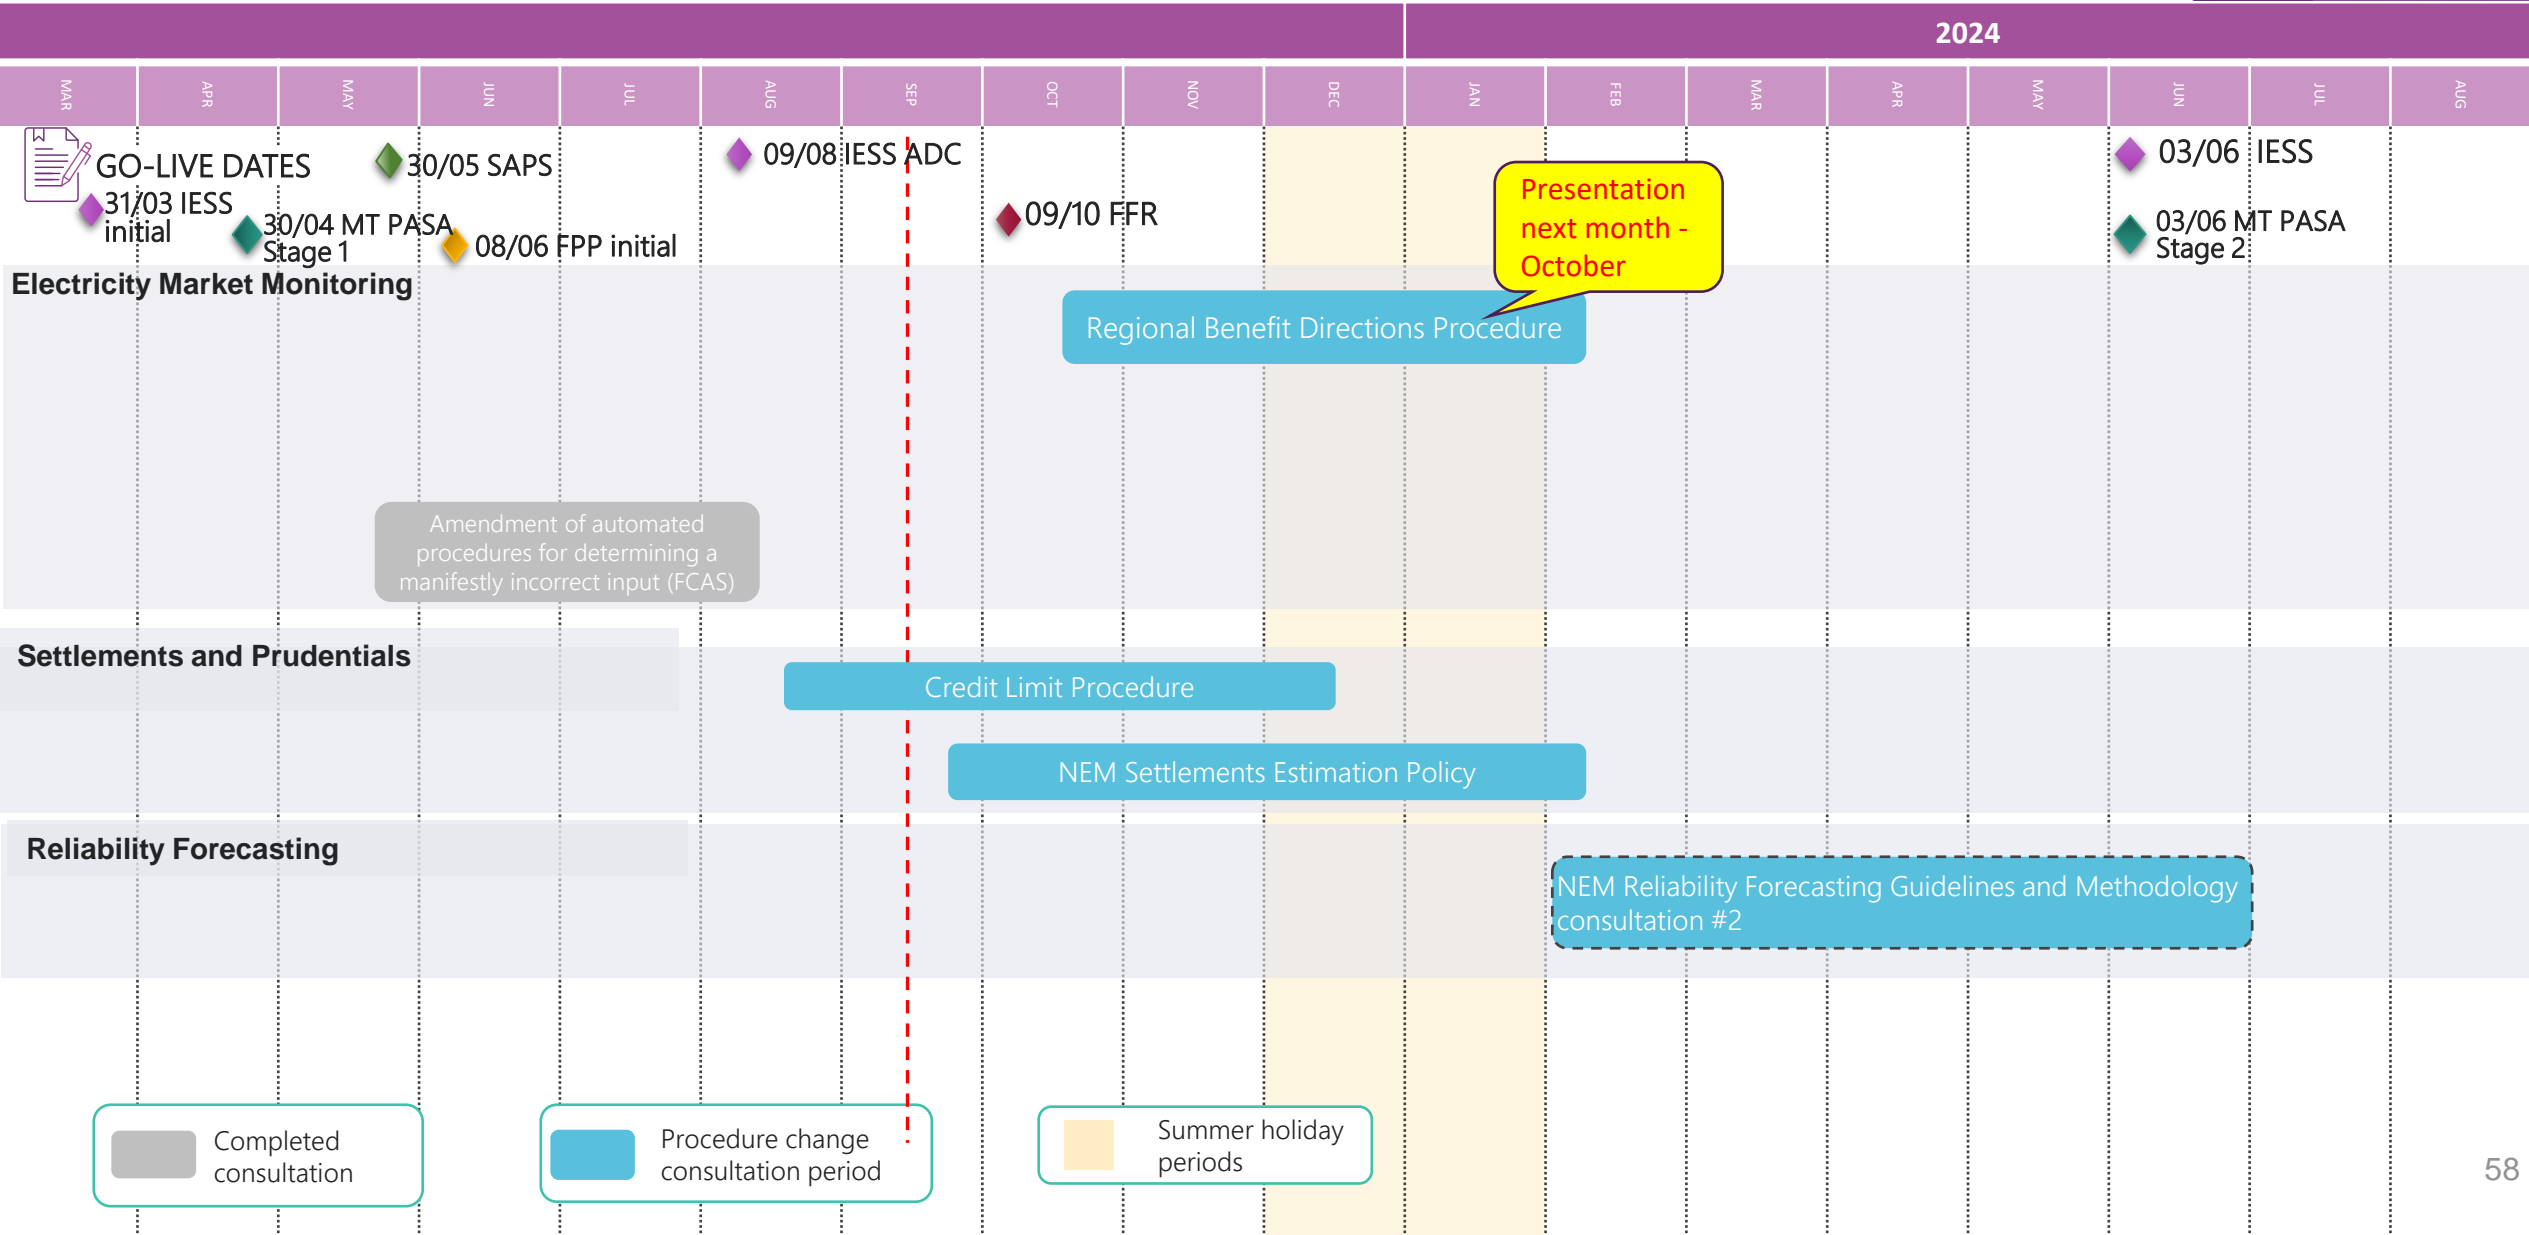 2024
MAR
APR
MAY
JUN
JUL
AUG
SEP
OCT
NOV
DEC
JAN
FEB
MAR
APR
MAY
JUN
JUL
AUG
GO-LIVE DATES
31/03 IESS
initial
30/04 MT PASA
Stage 1
30/05 SAPS
08/06 FPP initial
09/08 IESS ADC
09/10 FFR
03/06 IESS
03/06 MT PASA
Stage 2
Presentation
next month -
October
Electricity Market Monitoring
Regional Benefit Directions Procedure
Amendment of automated
procedures for determining a
manifestly incorrect input (FCAS)
Settlements and Prudentials
Credit Limit Procedure
NEM Settlements Estimation Policy
Reliability Forecasting
NEM Reliability Forecasting Guidelines and Methodology
consultation #2
Completed
consultation
Procedure change
consultation period
Summer holiday
periods
58